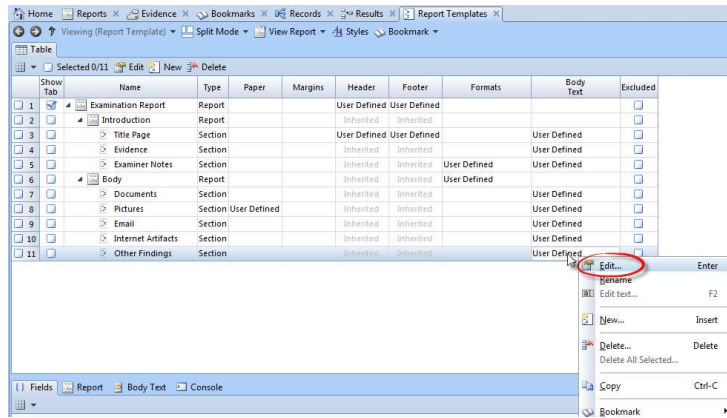 Home Reports Evidence Bookmarks Records Results Report Templates
Viewing (Report Template) Split Mode View Report Styles Bookmark
Table
Selected 0/11 Edit New Delete
Show Tab Name Type Paper Margins Header Footer Formats Body Text Excluded
1 Examination Report Report User Defined User Defined
2 Introduction Report Inherited Inherited
3 Title Page Section User Defined User Defined User Defined
4 Evidence Section Inherited Inherited User Defined
5 Examiner Notes Section Inherited Inherited User Defined User Defined
6 Body Report Inherited Inherited User Defined
7 Documents Section Inherited Inherited User Defined
8 Pictures Section User Defined Inherited Inherited User Defined
9 Email Section Inherited Inherited User Defined
10 Internet Artifacts Section Inherited Inherited User Defined
11 Other Findings Section Inherited Inherited User Defined
Edit... Enter
Rename
Edit text... F2
New... Insert
Delete... Delete
Delete All Selected...
Copy Ctrl-C
Bookmark
Fields Report Body Text Console